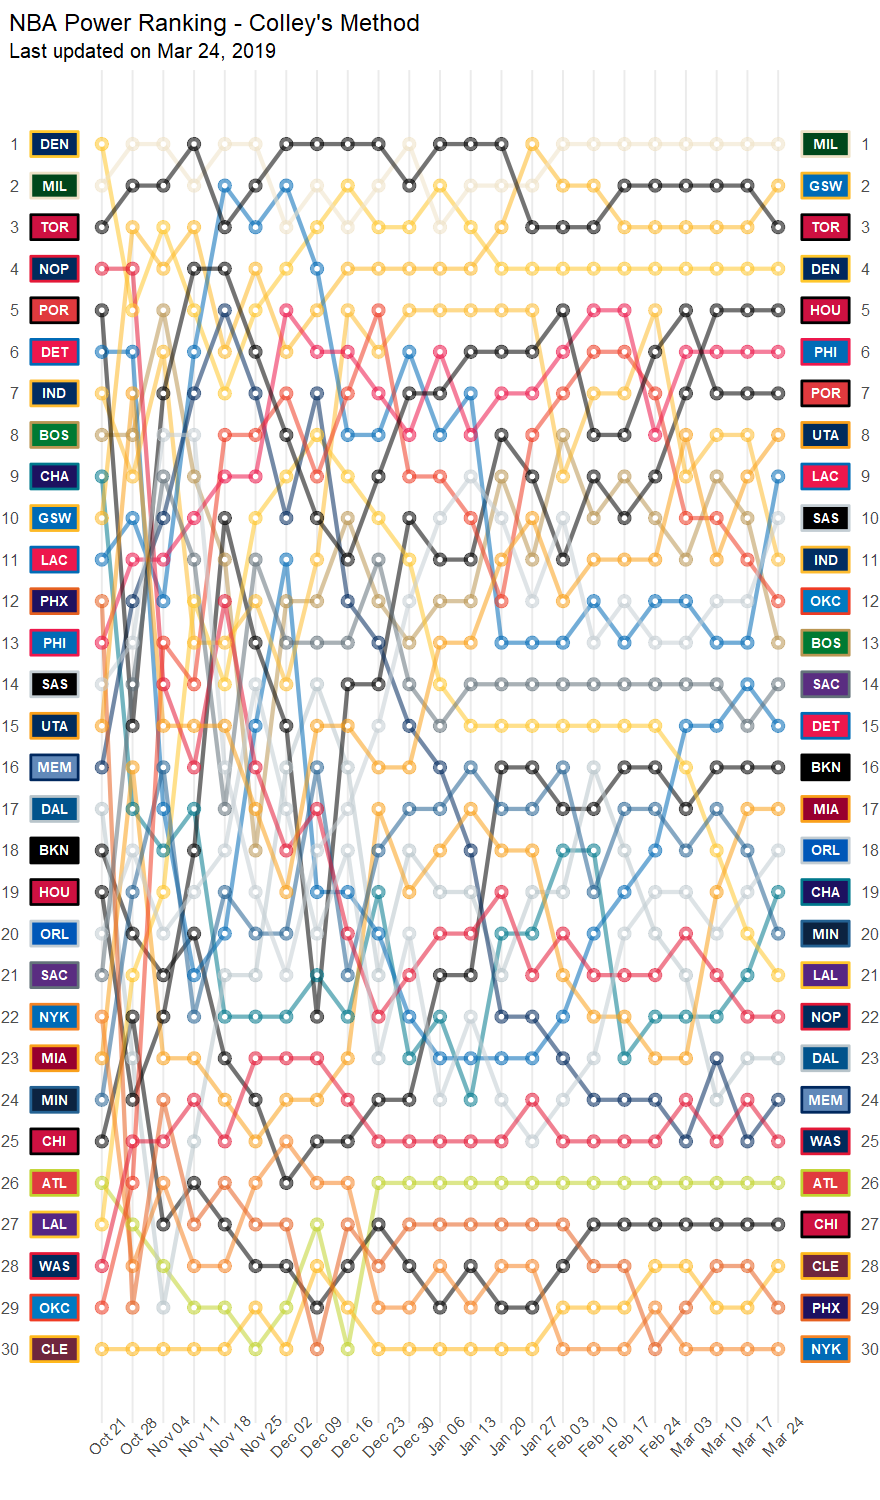 NBA Power Ranking - Colley's Method
Last updated on Mar 24, 2019
1 DEN MIL 1
2 MIL GSW 2
3 TOR TOR 3
4 NOP DEN 4
5 POR HOU 5
6 DET PHI 6
7 IND POR 7
8 BOS UTA 8
9 CHA LAC 9
10 GSW SAS 10
11 LAC IND 11
12 PHX OKC 12
13 PHI BOS 13
14 SAS SAC 14
15 UTA DET 15
16 MEM BKN 16
17 DAL MIA 17
18 BKN ORL 18
19 HOU CHA 19
20 ORL MIN 20
21 SAC LAL 21
22 NYK NOP 22
23 MIA DAL 23
24 MIN MEM 24
25 CHI WAS 25
26 ATL ATL 26
27 LAL CHI 27
28 WAS CLE 28
29 OKC PHX 29
30 CLE NYK 30
Oct 21 Oct 28 Nov 04 Nov 11 Nov 18 Nov 25 Dec 02 Dec 09 Dec 16 Dec 23 Dec 30 Jan 06 Jan 13 Jan 20 Jan 27 Feb 03 Feb 10 Feb 17 Feb 24 Mar 03 Mar 10 Mar 17 Mar 24